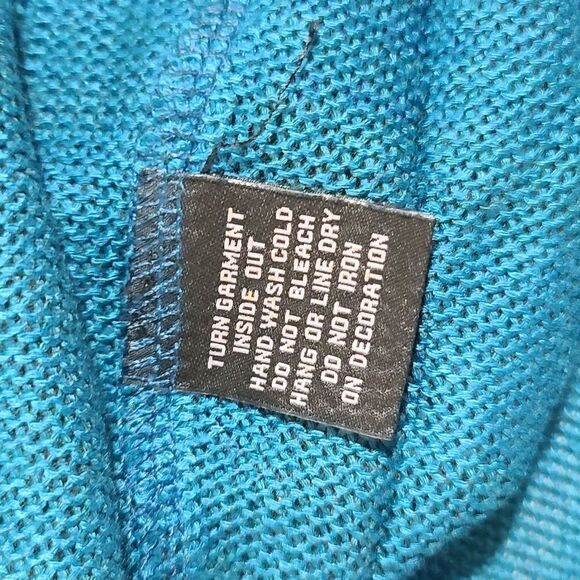 TURN GARMENT
INSIDE OUT
HAND WASH COLD
DO NOT BLEACH
HANG OR LINE DRY
DO NOT IRON
ON DECORATION